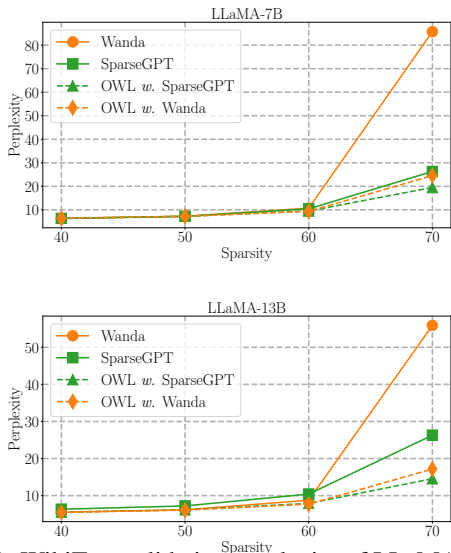 LLaMA-7B
80
70
60
50
40
30
20
10
Perplexity
Wanda
SparseGPT
OWL w. SparseGPT
OWL w. Wanda
40 50 60 70
Sparsity
LLaMA-13B
50
40
30
20
10
Perplexity
Wanda
SparseGPT
OWL w. SparseGPT
OWL w. Wanda
40 50 60 70
Sparsity